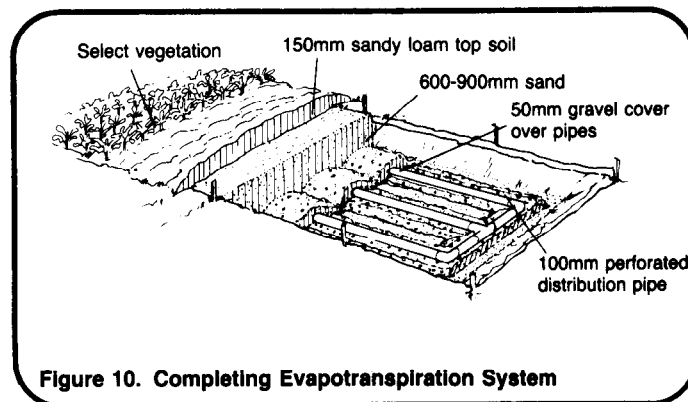 Select vegetation
150mm sandy loam top soil
600-900mm sand
50mm gravel cover
over pipes
100mm perforated
distribution pipe
Figure 10. Completing Evapotranspiration System